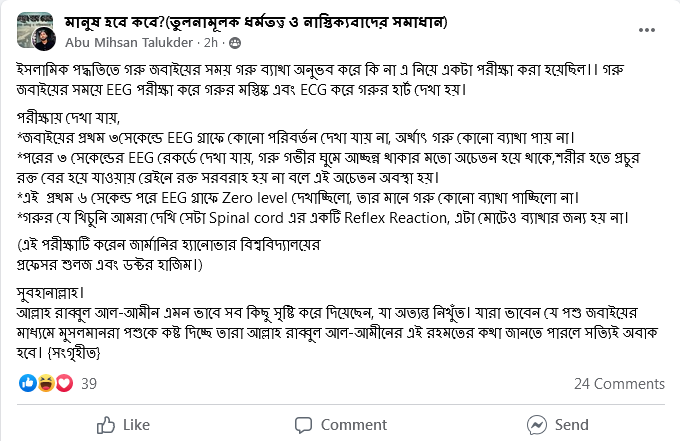 মানুষ হবে কবে?(তুলনামূলক ধর্মতত্ত ও নাস্তিক্যবাদের সমাধান)
Abu Mihsan Talukder · 2h ·
ইসলামিক পদ্ধতিতে গরু জবাইয়ের সময় গরু ব্যাথা অনুভব করে কি না এ নিয়ে একটা পরীক্ষা করা হয়েছিল।। গরু
জবাইয়ের সময়ে EEG পরীক্ষা করে গরুর মস্তিষ্ক এবং ECG করে গরুর হার্ট দেখা হয়।
পরীক্ষায় দেখা যায়,
*জবাইয়ের প্রথম ৩সেকেন্ডে EEG গ্রাফে কোনো পরিবর্তন দেখা যায় না, অর্থাৎ গরু কোনো ব্যাথা পায় না।
*পরের ৩ সেকেন্ডের EEG রেকর্ডে দেখা যায়, গরু গভীর ঘুমে আচ্ছন্ন থাকার মতো অচেতন হয়ে থাকে,শরীর হতে প্রচুর
রক্ত বের হয়ে যাওয়ায় ব্রেইনে রক্ত সরবরাহ হয় না বলে এই অচেতন অবস্থা হয়।
*এই প্রথম ৬ সেকেন্ড পরে EEG গ্রাফে Zero level দেখাচ্ছিলো, তার মানে গরু কোনো ব্যাথা পাচ্ছিলো না।
*গরুর যে খিচুনি আমরা দেখি সেটা Spinal cord এর একটি Reflex Reaction, এটা মোটেও ব্যাথার জন্য হয় না।
(এই পরীক্ষাটি করেন জার্মানির হ্যানোভার বিশ্ববিদ্যালয়ের
প্রফেসর শুলজ এবং ডক্টর হাজিম।)
সুবহানাল্লাহ।
আল্লাহ রাব্বুল আল-আমীন এমন ভাবে সব কিছু সৃষ্টি করে দিয়েছেন, যা অত্যন্ত নিখুঁত। যারা ভাবেন যে পশু জবাইয়ের
মাধ্যমে মুসলমানরা পশুকে কষ্ট দিচ্ছে তারা আল্লাহ রাব্বুল আল-আমীনের এই রহমতের কথা জানতে পারলে সত্যিই অবাক
হবে। {সংগৃহীত}
39
24 Comments
Like
Comment
Send